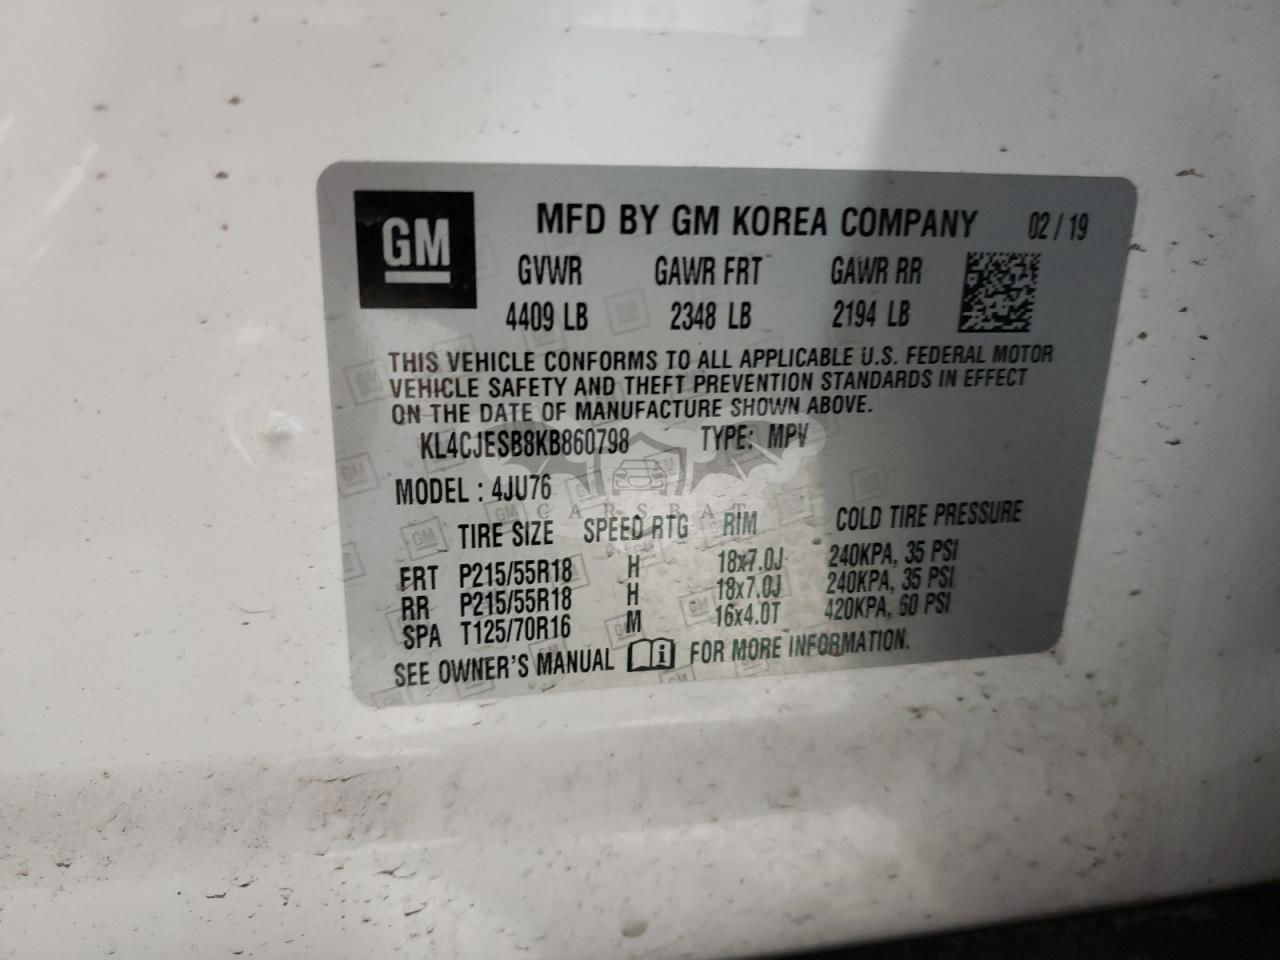 GM
MFD BY GM KOREA COMPANY 02 / 19
GVWR GAWR FRT GAWR RR
4409 LB 2348 LB 2194 LB
THIS VEHICLE CONFORMS TO ALL APPLICABLE U.S. FEDERAL MOTOR
VEHICLE SAFETY AND THEFT PREVENTION STANDARDS IN EFFECT
ON THE DATE OF MANUFACTURE SHOWN ABOVE.
KL4CJESB8KB860798 TYPE: MPV
MODEL : 4JU76
CARSBAT
TIRE SIZE SPEED RTG RIM COLD TIRE PRESSURE
FRT P215/55R18 H 18x7.0J 240KPA, 35 PSI
RR P215/55R18 H 18x7.0J 240KPA, 35 PSI
SPA T125/70R16 M 16x4.0T 420KPA, 60 PSI
SEE OWNER'S MANUAL FOR MORE INFORMATION.